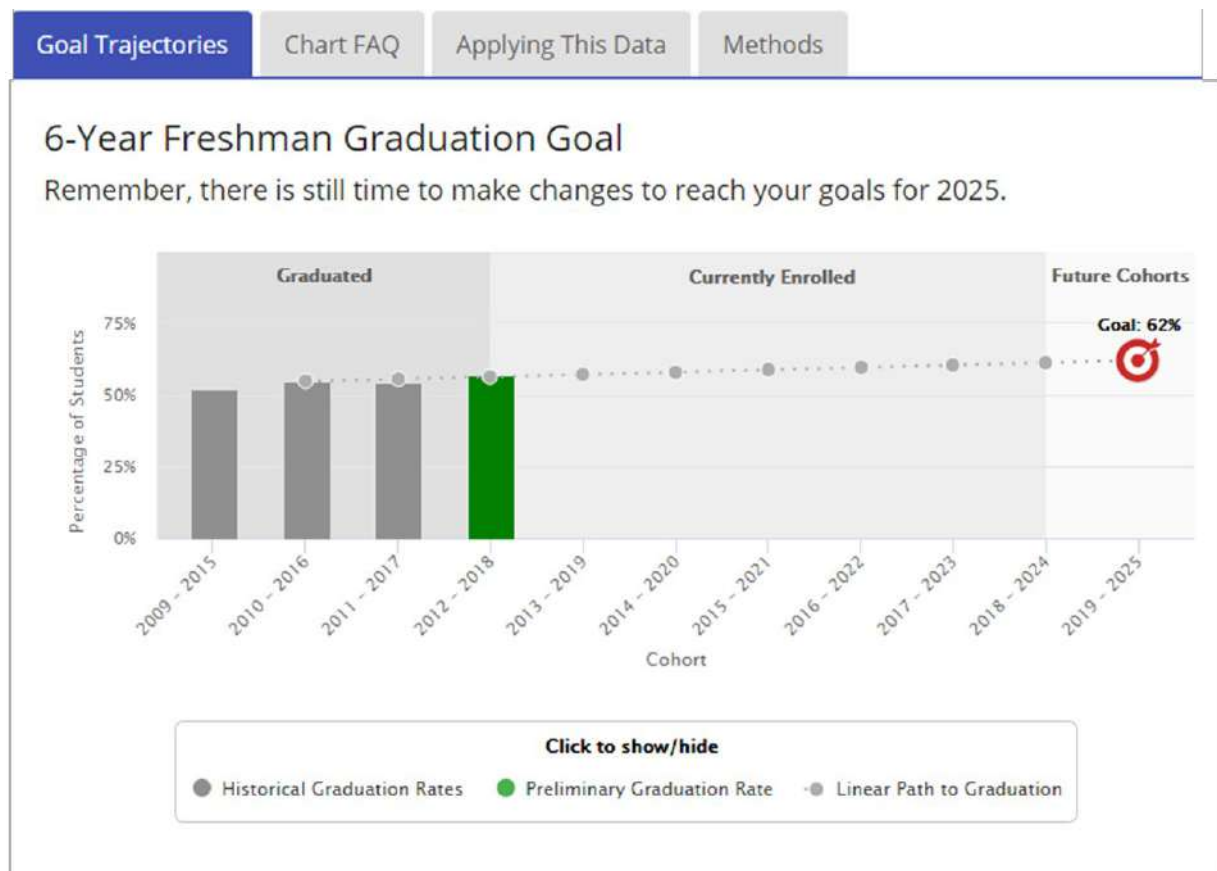 Goal Trajectories
Chart FAQ
Applying This Data
Methods
6-Year Freshman Graduation Goal
Remember, there is still time to make changes to reach your goals for 2025.
Graduated
Currently Enrolled
Future Cohorts
Goal: 62%
Percentage of Students
75%
50%
25%
0%
2009 - 2015
2010 - 2016
2011 - 2017
2012 - 2018
2013 - 2019
2014 - 2020
2015 - 2021
2016 - 2022
2017 - 2023
2018 - 2024
2019 - 2025
Cohort
Click to show/hide
Historical Graduation Rates
Preliminary Graduation Rate
Linear Path to Graduation